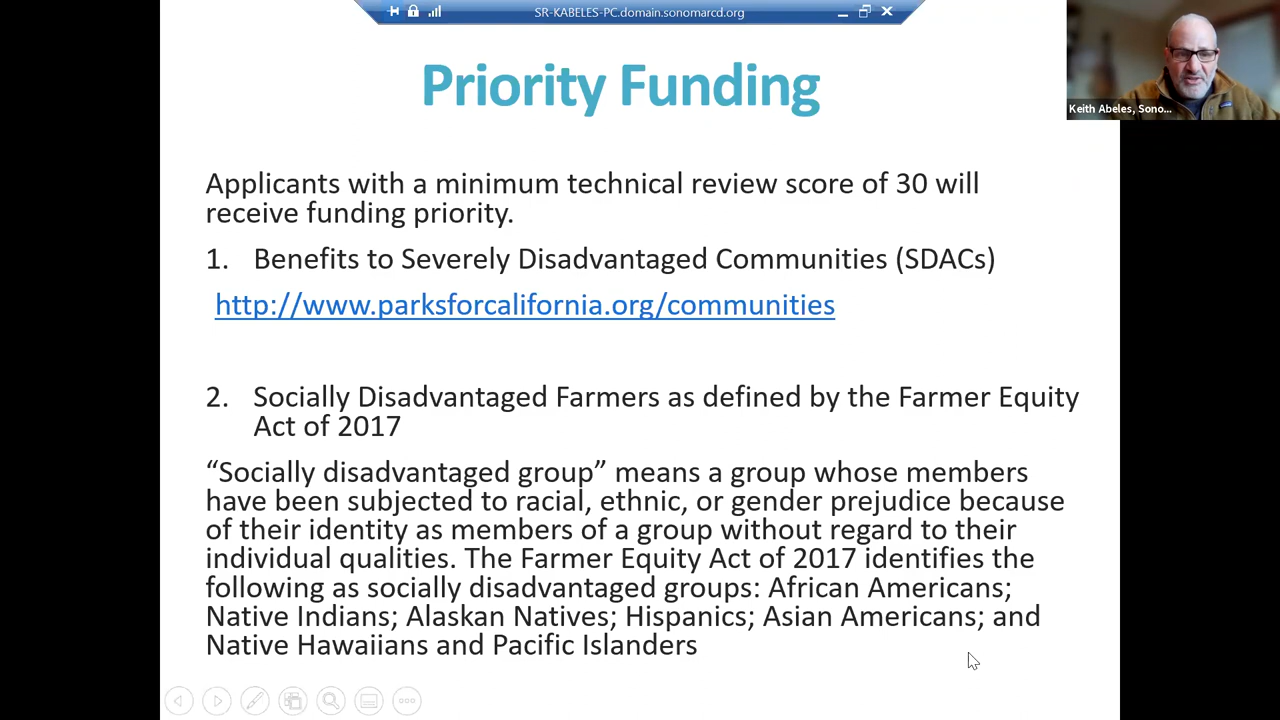 SR-KABELES-PC.domain.sonomarcd.org
Priority Funding
Keith Abeles, Sono...
Applicants with a minimum technical review score of 30 will
receive funding priority.
1. Benefits to Severely Disadvantaged Communities (SDACs)
http://www.parksforcalifornia.org/communities
2. Socially Disadvantaged Farmers as defined by the Farmer Equity
Act of 2017
“Socially disadvantaged group” means a group whose members
have been subjected to racial, ethnic, or gender prejudice because
of their identity as members of a group without regard to their
individual qualities. The Farmer Equity Act of 2017 identifies the
following as socially disadvantaged groups: African Americans;
Native Indians; Alaskan Natives; Hispanics; Asian Americans; and
Native Hawaiians and Pacific Islanders